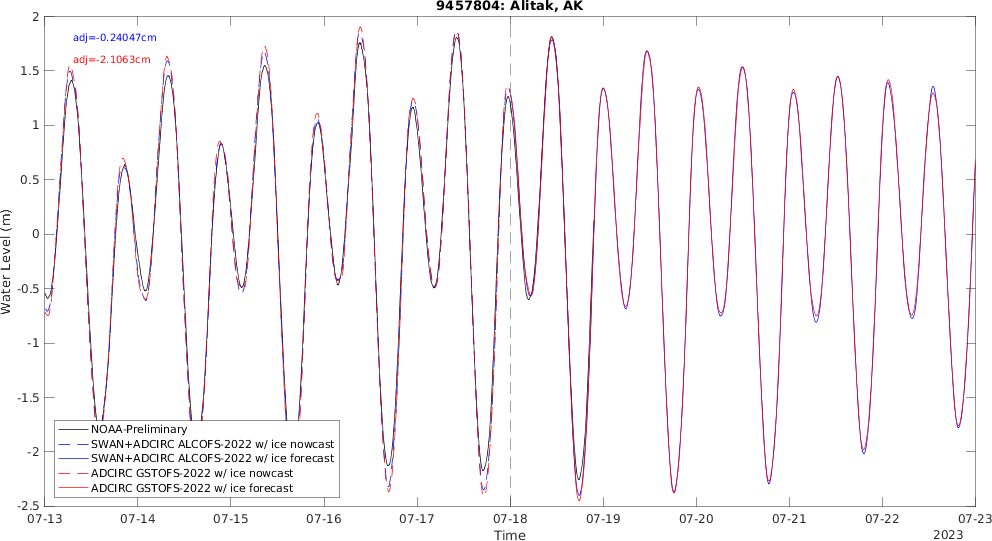 9457804: Alitak, AK
adj=-0.24047cm
adj=-2.1063cm
2
1.5
1
0.5
0
-0.5
-1
-1.5
-2
-2.5
Water Level (m)
NOAA-Preliminary
SWAN+ADCIRC ALCOFS-2022 w/ ice nowcast
SWAN+ADCIRC ALCOFS-2022 w/ ice forecast
ADCIRC GSTOFS-2022 w/ ice nowcast
ADCIRC GSTOFS-2022 w/ ice forecast
07-13 07-14 07-15 07-16 07-17 07-18 07-19 07-20 07-21 07-22 07-23
Time
2023